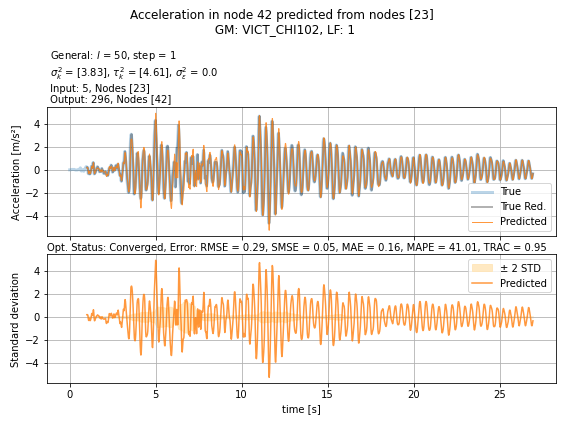 Acceleration in node 42 predicted from nodes [23]
GM: VICT_CHI102, LF: 1
General: l = 50, step = 1
σ²ₖ = [3.83], τ²ₖ = [4.61], σ²ε = 0.0
Input: 5, Nodes [23]
Output: 296, Nodes [42]
Acceleration [m/s²]
4
2
0
−2
−4
True
True Red.
Predicted
Opt. Status: Converged, Error: RMSE = 0.29, SMSE = 0.05, MAE = 0.16, MAPE = 41.01, TRAC = 0.95
Standard deviation
4
2
0
−2
−4
± 2 STD
Predicted
0 5 10 15 20 25
time [s]